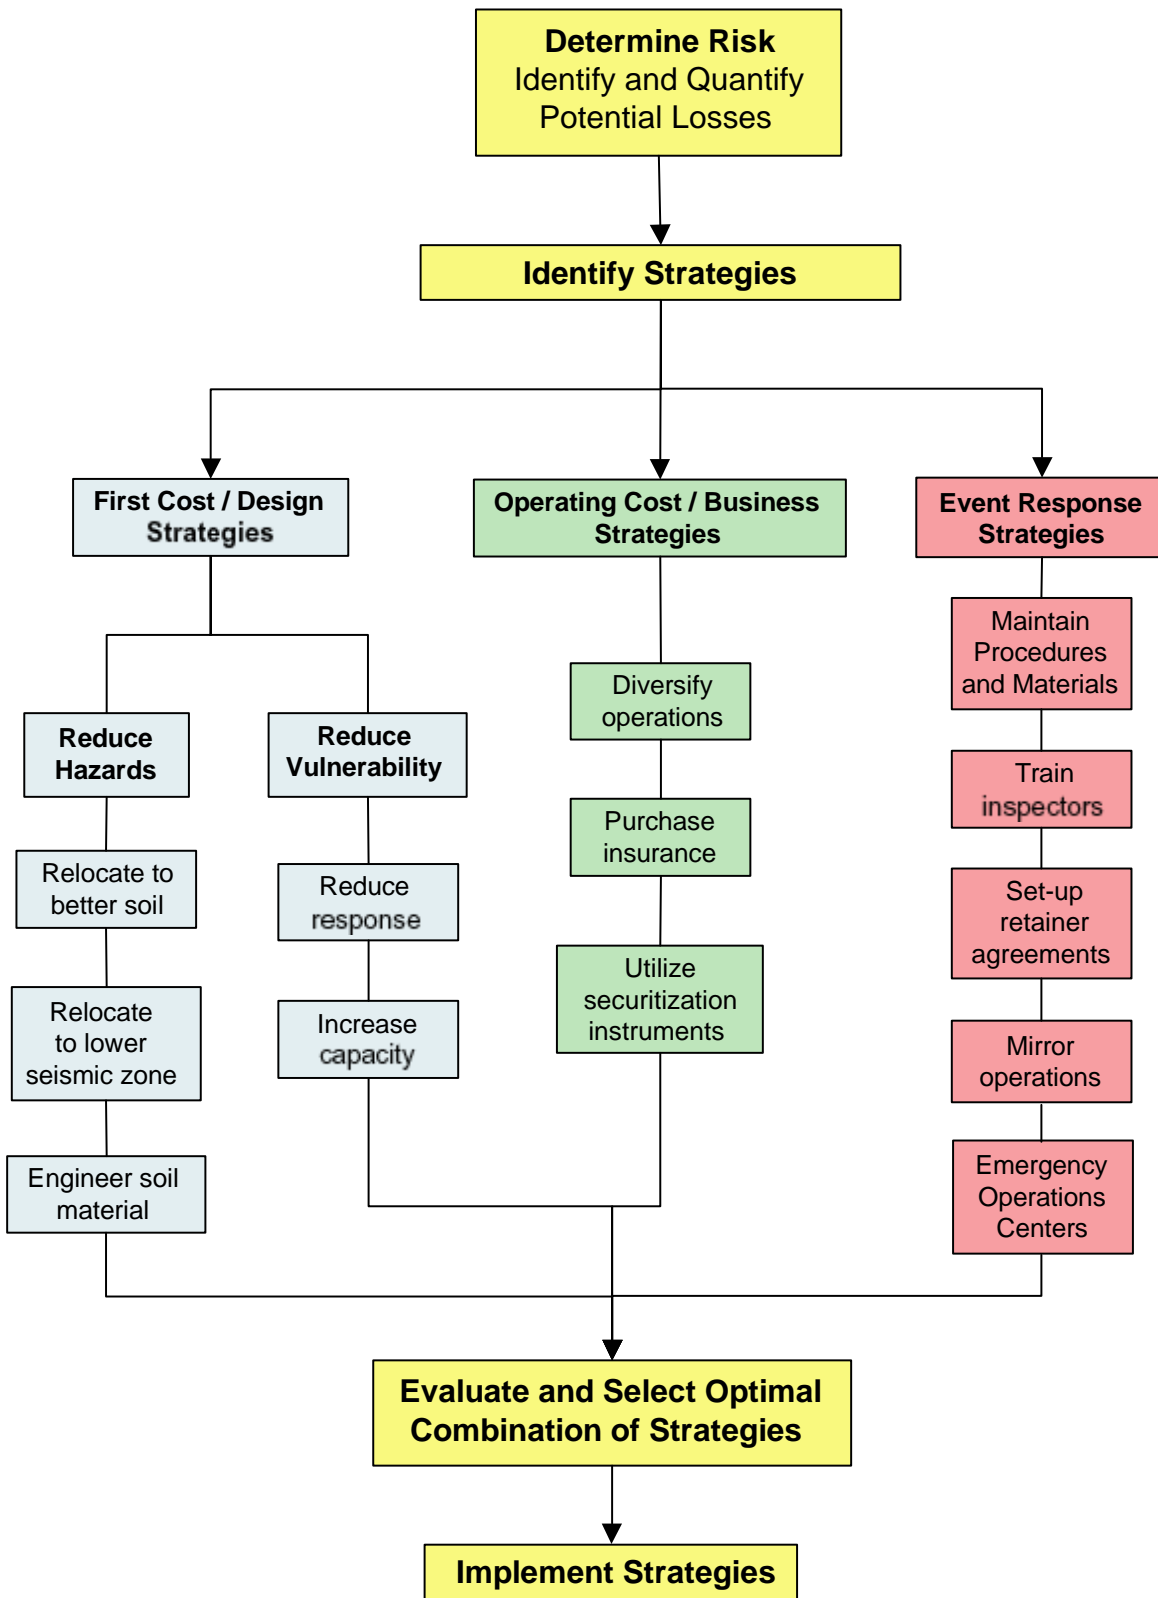 Determine Risk
Identify and Quantify
Potential Losses
Identify Strategies
First Cost / Design
Strategies
Operating Cost / Business
Strategies
Event Response
Strategies
Reduce
Hazards
Relocate to
better soil
Relocate
to lower
seismic zone
Engineer soil
material
Reduce
Vulnerability
Reduce
response
Increase
capacity
Diversify
operations
Purchase
insurance
Utilize
securitization
instruments
Maintain
Procedures
and Materials
Train
inspectors
Set-up
retainer
agreements
Mirror
operations
Emergency
Operations
Centers
Evaluate and Select Optimal
Combination of Strategies
Implement Strategies